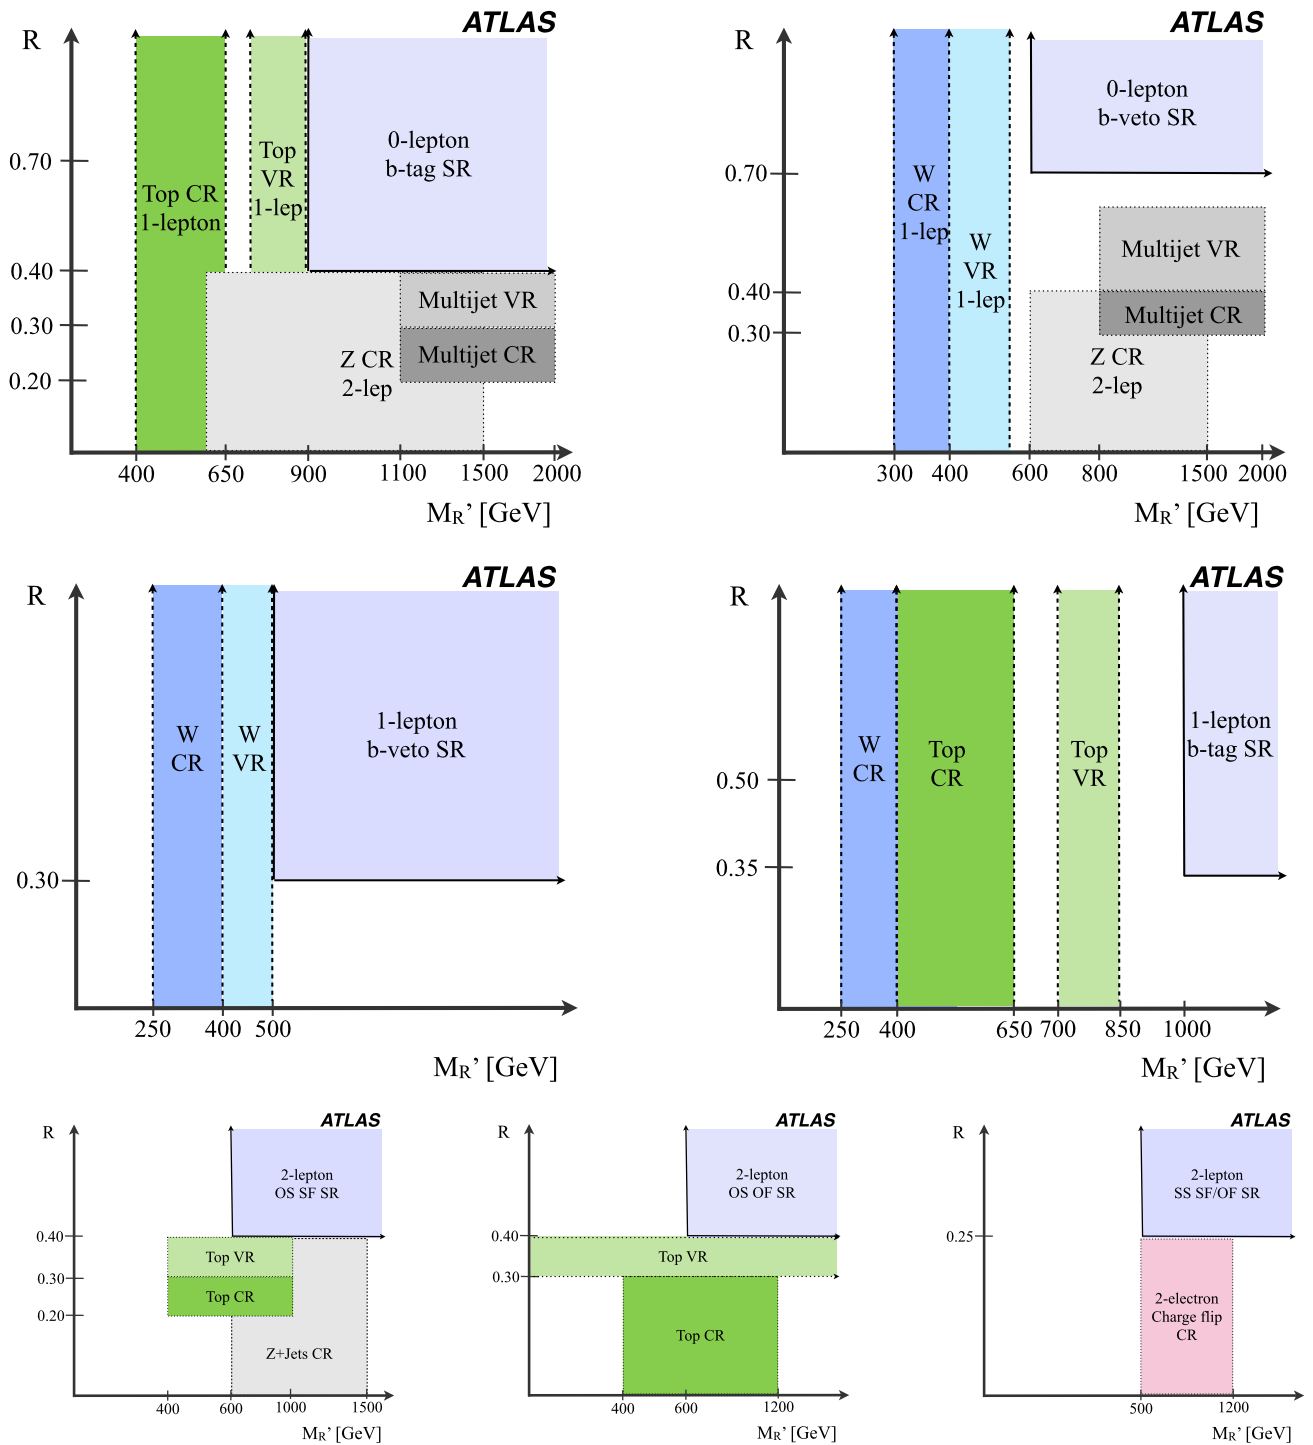 ATLAS
R
0.70
0.40
0.30
0.20
Top CR
1-lepton
Top
VR
1-lep
0-lepton
b-tag SR
Multijet VR
Multijet CR
Z CR
2-lep
400 650 900 1100 1500 2000
MR’ [GeV]
ATLAS
R
0.70
0.40
0.30
W
CR
1-lep
W
VR
1-lep
0-lepton
b-veto SR
Multijet VR
Multijet CR
Z CR
2-lep
300 400 600 800 1500 2000
MR’ [GeV]
ATLAS
R
0.30
W
CR
W
VR
1-lepton
b-veto SR
250 400 500
MR’ [GeV]
ATLAS
R
0.50
0.35
W
CR
Top
CR
Top
VR
1-lepton
b-tag SR
250 400 650 700 850 1000
MR’ [GeV]
ATLAS
R
0.40
0.30
0.20
2-lepton
OS SF SR
Top VR
Top CR
Z+Jets CR
400 600 1000 1500
MR’ [GeV]
ATLAS
R
0.40
0.30
2-lepton
OS OF SR
Top VR
Top CR
400 600 1200
MR’ [GeV]
ATLAS
R
0.25
2-lepton
SS SF/OF SR
2-electron
Charge flip
CR
500 1200
MR’ [GeV]